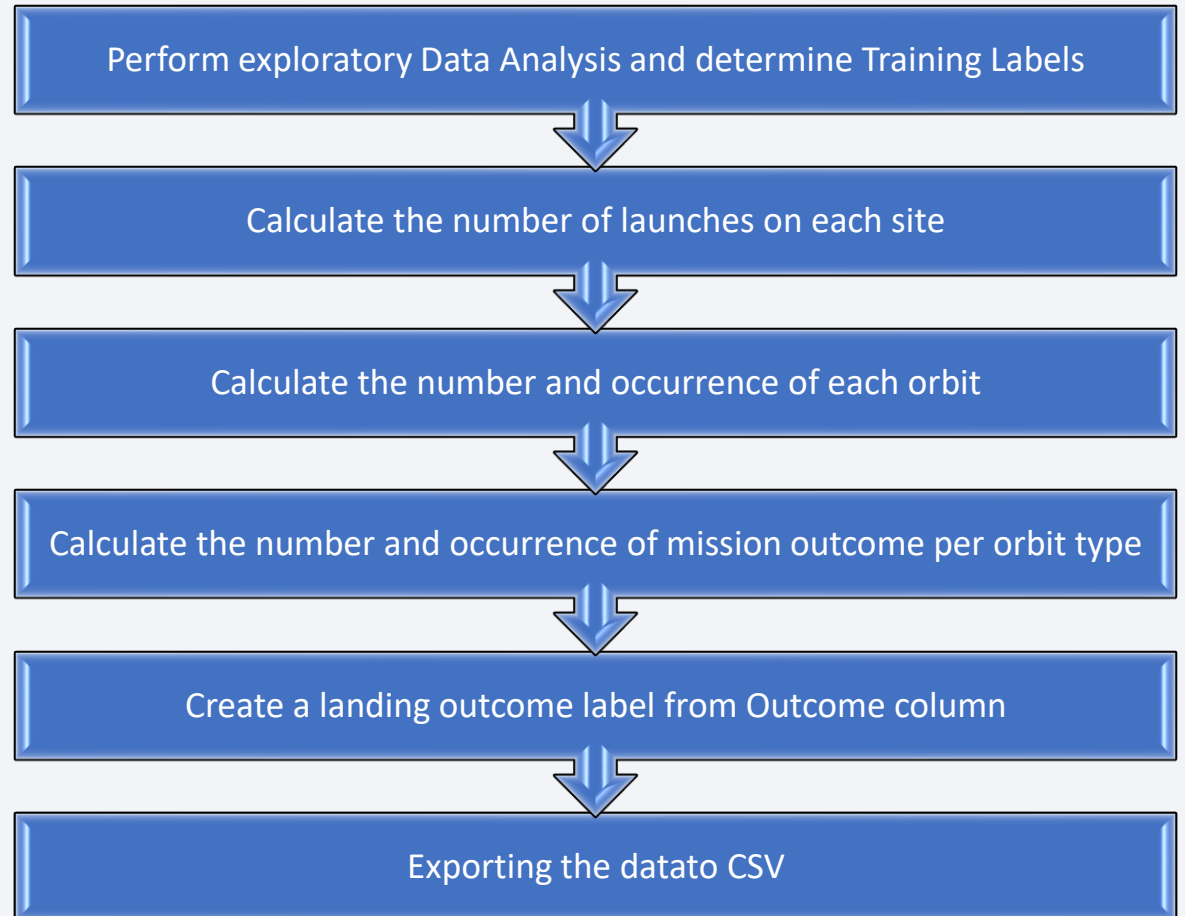 Perform exploratory Data Analysis and determine Training Labels
Calculate the number of launches on each site
Calculate the number and occurrence of each orbit
Calculate the number and occurrence of mission outcome per orbit type
Create a landing outcome label from Outcome column
Exporting the datato CSV